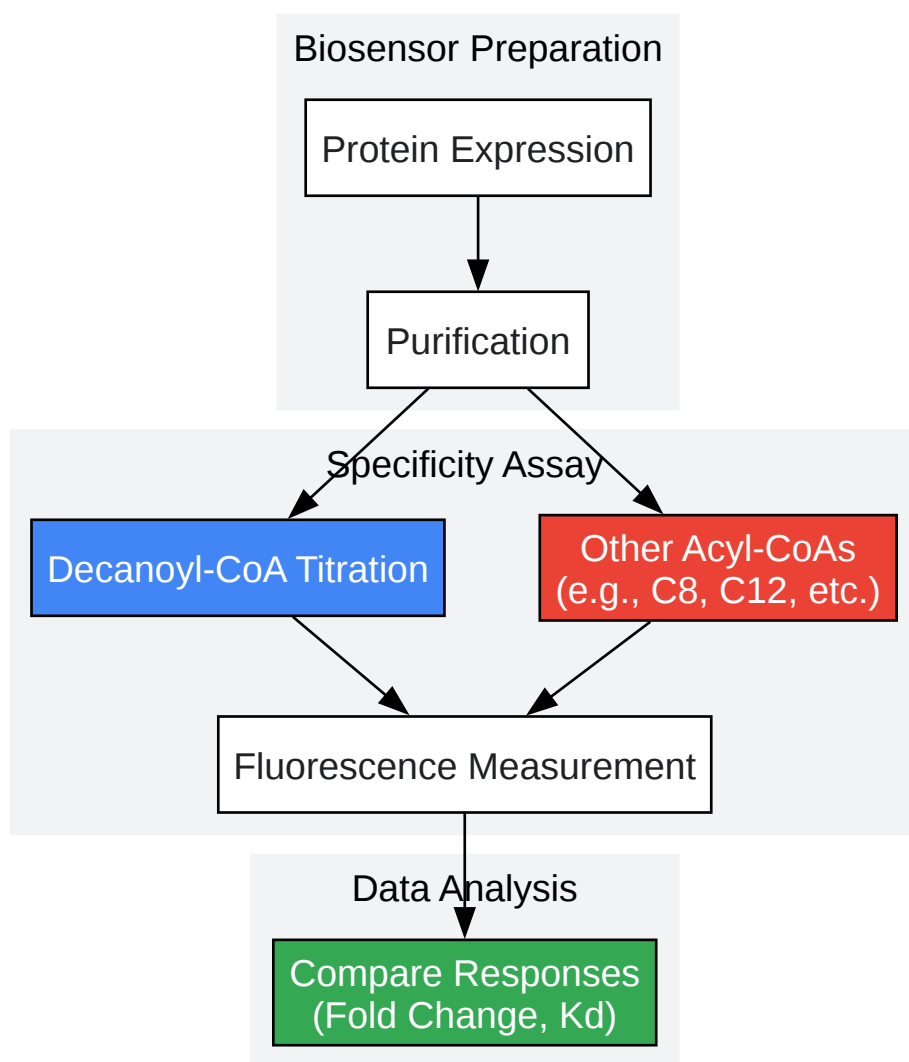 Biosensor Preparation
Protein Expression
Purification
Specificity Assay
Decanoyl-CoA Titration
Other Acyl-CoAs
(e.g., C8, C12, etc.)
Fluorescence Measurement
Data Analysis
Compare Responses
(Fold Change, Kd)